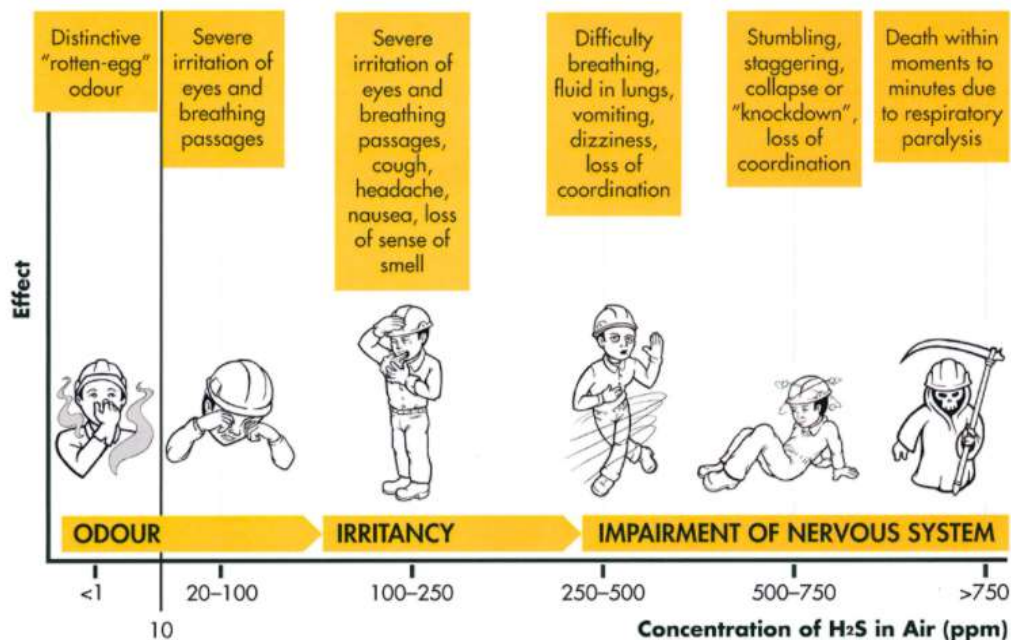 Distinctive
"rotten-egg"
odour
Severe
irritation of
eyes and
breathing
passages
Severe
irritation of
eyes and
breathing
passages,
cough,
headache,
nausea, loss
of sense of
smell
Difficulty
breathing,
fluid in lungs,
vomiting,
dizziness,
loss of
coordination
Stumbling,
staggering,
collapse or
"knockdown",
loss of
coordination
Death within
moments to
minutes due
to respiratory
paralysis
Effect
ODOUR
IRRITANCY
IMPAIRMENT OF NERVOUS SYSTEM
<1
20–100
100–250
250–500
500–750
>750
10
Concentration of H2S in Air (ppm)